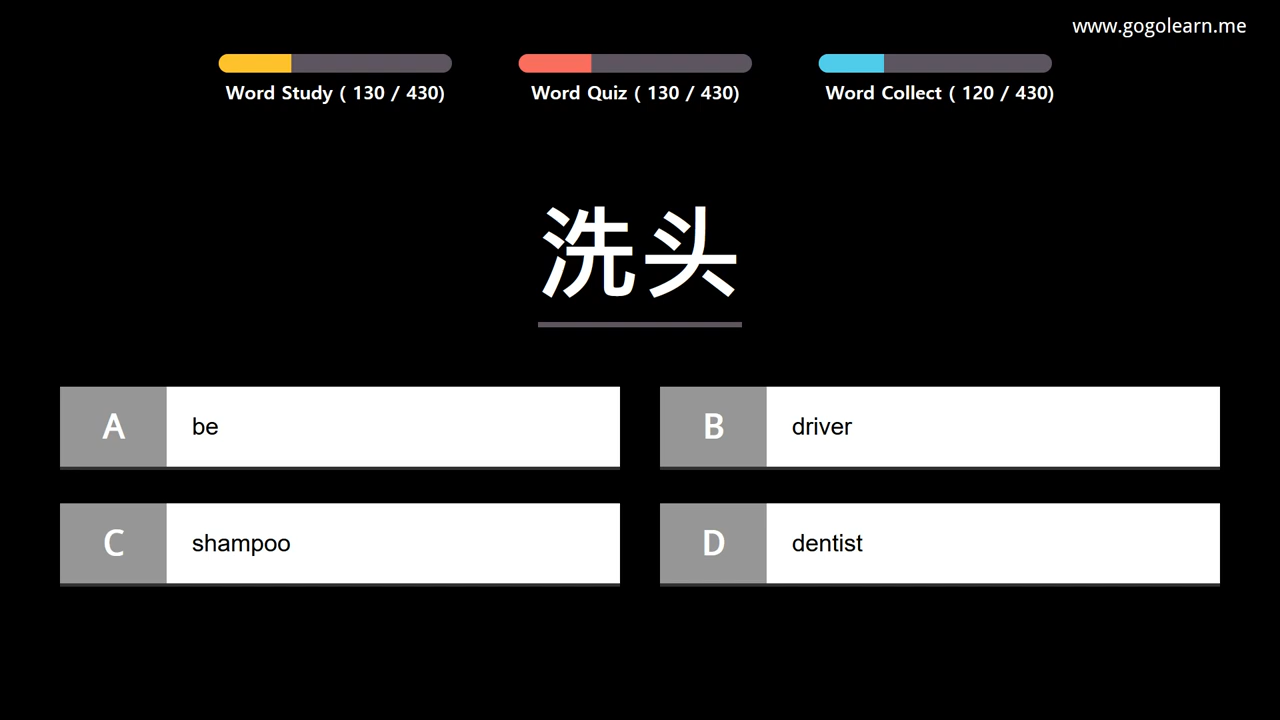 www.gogolearn.me
Word Study ( 130 / 430)
Word Quiz ( 130 / 430)
Word Collect ( 120 / 430)
洗头
A be
B driver
C shampoo
D dentist